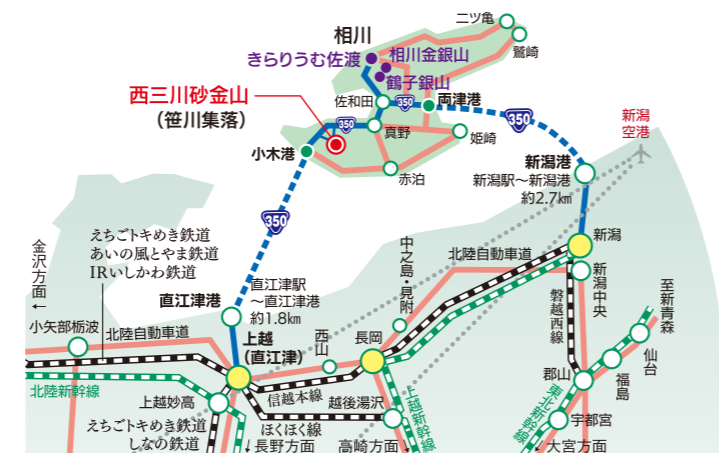 二ツ亀
鷲崎
相川
きらりうむ佐渡
相川金銀山
鶴子銀山
西三川砂金山
（笹川集落）
佐和田
350
両津港
350
350
真野
姫崎
小木港
赤泊
新潟
空港
新潟港
新潟駅～新潟港
約2.7㎞
350
新潟
新潟中央
えちごトキめき鉄道
あいの風とやま鉄道
IRいしかわ鉄道
金沢方面←
直江津港
直江津駅
～直江津港
約1.8㎞
中之島・見附
北陸自動車道
磐越西線
至新青森
小矢部栃波
北陸自動車道
上越
（直江津）
西山
長岡
仙台
福島
郡山
北陸新幹線
上越妙高
信越本線
越後湯沢
上越新幹線
東北新幹線
宇都宮
えちごトキめき鉄道
しなの鉄道
ほくほく線
↓長野方面
高崎方面↓
↓大宮方面